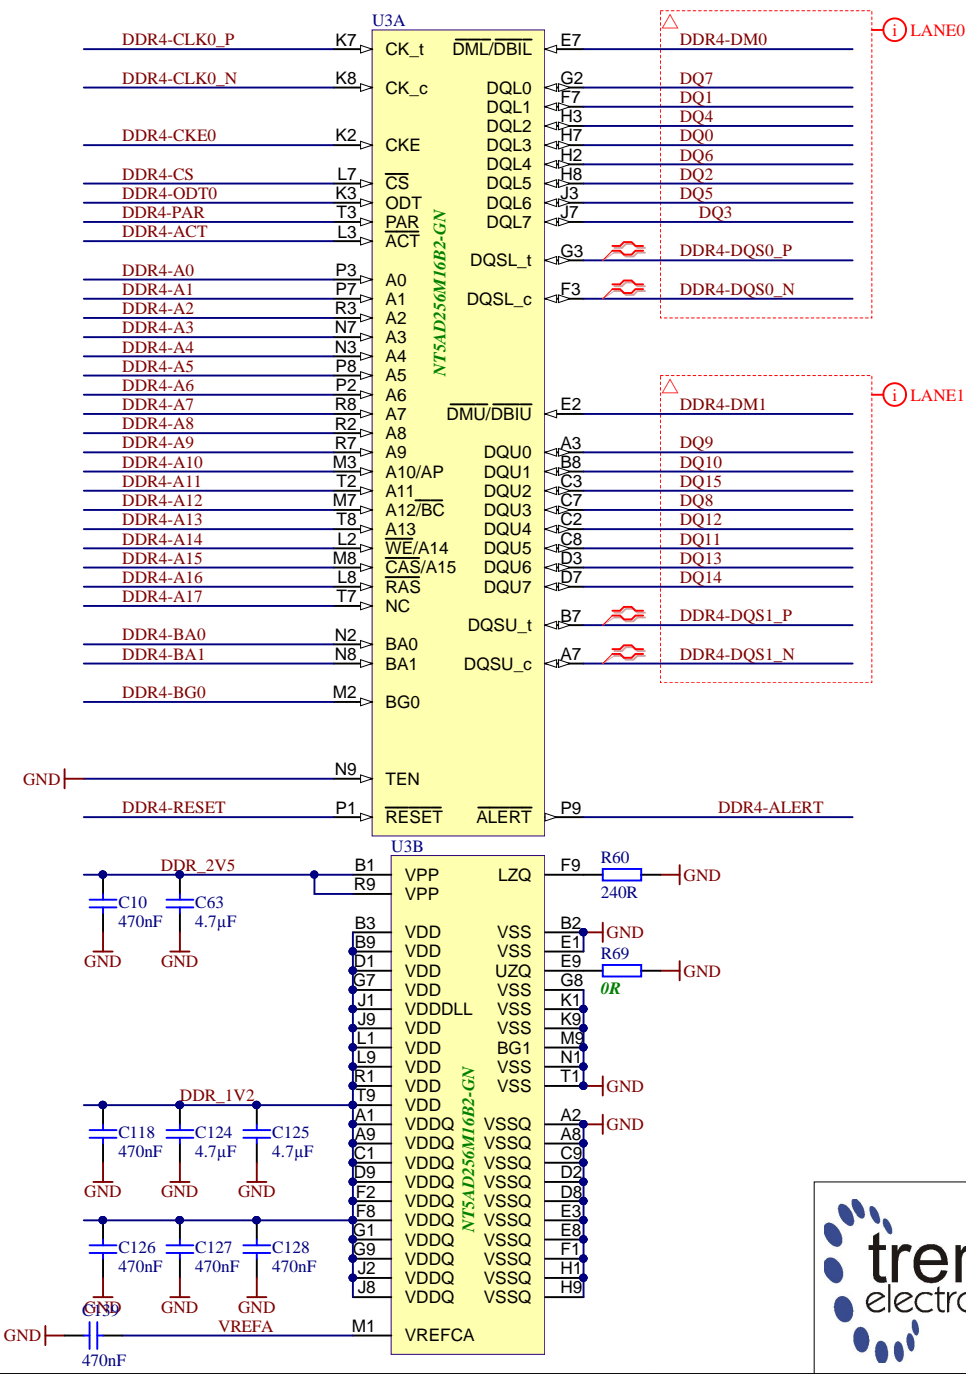 U3A
DDR4-CLK0_P K7 CK_t DML/DBIL E7 DDR4-DM0
i LANE0
DDR4-CLK0_N K8 CK_c DQL0 G2 DQ7
DQL1 F7 DQ1
DQL2 H3 DQ4
DDR4-CKE0 K2 CKE DQL3 H7 DQ0
DQL4 H2 DQ6
DDR4-CS L7 CS DQL5 H8 DQ2
DDR4-ODT0 K3 ODT DQL6 J3 DQ5
DDR4-PAR T3 PAR DQL7 J7 DQ3
DDR4-ACT L3 ACT
DQSL_t G3 DDR4-DQS0_P
DDR4-A0 P3 A0
DDR4-A1 P7 A1 DQSL_c F3 DDR4-DQS0_N
DDR4-A2 R3 A2
DDR4-A3 N7 A3
DDR4-A4 N3 A4
DDR4-A5 P8 A5
DDR4-A6 P2 A6
i LANE1
DDR4-A7 R8 A7 DMU/DBIU E2 DDR4-DM1
DDR4-A8 R2 A8
DDR4-A9 R7 A9 DQU0 A3 DQ9
DDR4-A10 M3 A10/AP DQU1 B8 DQ10
DDR4-A11 T2 A11 DQU2 C3 DQ15
DDR4-A12 M7 A12/BC DQU3 C7 DQ8
DDR4-A13 T8 A13 DQU4 C2 DQ12
DDR4-A14 L2 WE/A14 DQU5 C8 DQ11
DDR4-A15 M8 CAS/A15 DQU6 D3 DQ13
DDR4-A16 L8 RAS DQU7 D7 DQ14
DDR4-A17 T7 NC
DQSU_t B7 DDR4-DQS1_P
DDR4-BA0 N2 BA0
DDR4-BA1 N8 BA1 DQSU_c A7 DDR4-DQS1_N
DDR4-BG0 M2 BG0
NT5AD256M16B2-GN
GND N9 TEN
DDR4-RESET P1 RESET ALERT P9 DDR4-ALERT
U3B
DDR_2V5 B1 VPP LZQ F9 R60 GND
240R
R9 VPP
C10 C63
470nF 4.7µF
GND GND
B3 VDD VSS B2 GND
B9 VDD VSS E1
D1 VDD UZQ E9 R69 GND
0R
G7 VDD VSS G8
J1 VDDDLL VSS K1
J9 VDD VSS K9
L1 VDD BG1 M9
L9 VDD VSS N1
R1 VDD VSS T1 GND
DDR_1V2 T9 VDD
A1 VDDQ VSSQ A2 GND
A9 VDDQ VSSQ A8
C1 VDDQ VSSQ C9
D9 VDDQ VSSQ D2
F2 VDDQ VSSQ D8
F8 VDDQ VSSQ E3
G1 VDDQ VSSQ E8
G9 VDDQ VSSQ F1
J2 VDDQ VSSQ H1
J8 VDDQ VSSQ H9
C118 C124 C125
470nF 4.7µF 4.7µF
GND GND GND
C126 C127 C128
470nF 470nF 470nF
GND GND GND
C139
GND VREFA M1 VREFCA
470nF
NT5AD256M16B2-GN
tren
electro